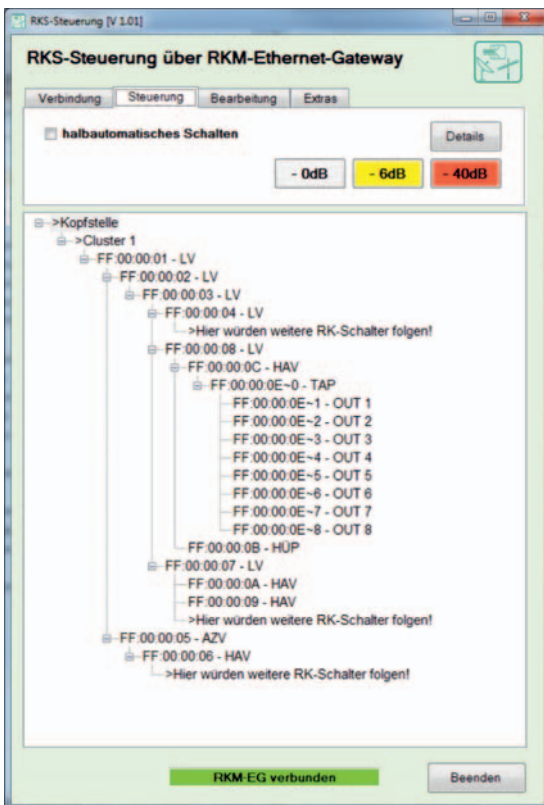 RKS-Steuerung [V 1.01]
RKS-Steuerung über RKM-Ethernet-Gateway
Verbindung Steuerung Bearbeitung Extras
halbautomatisches Schalten
Details
- 0dB - 6dB - 40dB
>Kopfstelle
>Cluster 1
FF:00:00:01 - LV
FF:00:00:02 - LV
FF:00:00:03 - LV
FF:00:00:04 - LV
>Hier würden weitere RK-Schalter folgen!
FF:00:00:08 - LV
FF:00:00:0C - HAV
FF:00:00:0E~0 - TAP
FF:00:00:0E~1 - OUT 1
FF:00:00:0E~2 - OUT 2
FF:00:00:0E~3 - OUT 3
FF:00:00:0E~4 - OUT 4
FF:00:00:0E~5 - OUT 5
FF:00:00:0E~6 - OUT 6
FF:00:00:0E~7 - OUT 7
FF:00:00:0E~8 - OUT 8
FF:00:00:0B - HÜP
FF:00:00:07 - LV
FF:00:00:0A - HAV
FF:00:00:09 - HAV
>Hier würden weitere RK-Schalter folgen!
FF:00:00:05 - AZV
FF:00:00:06 - HAV
>Hier würden weitere RK-Schalter folgen!
RKM-EG verbunden
Beenden